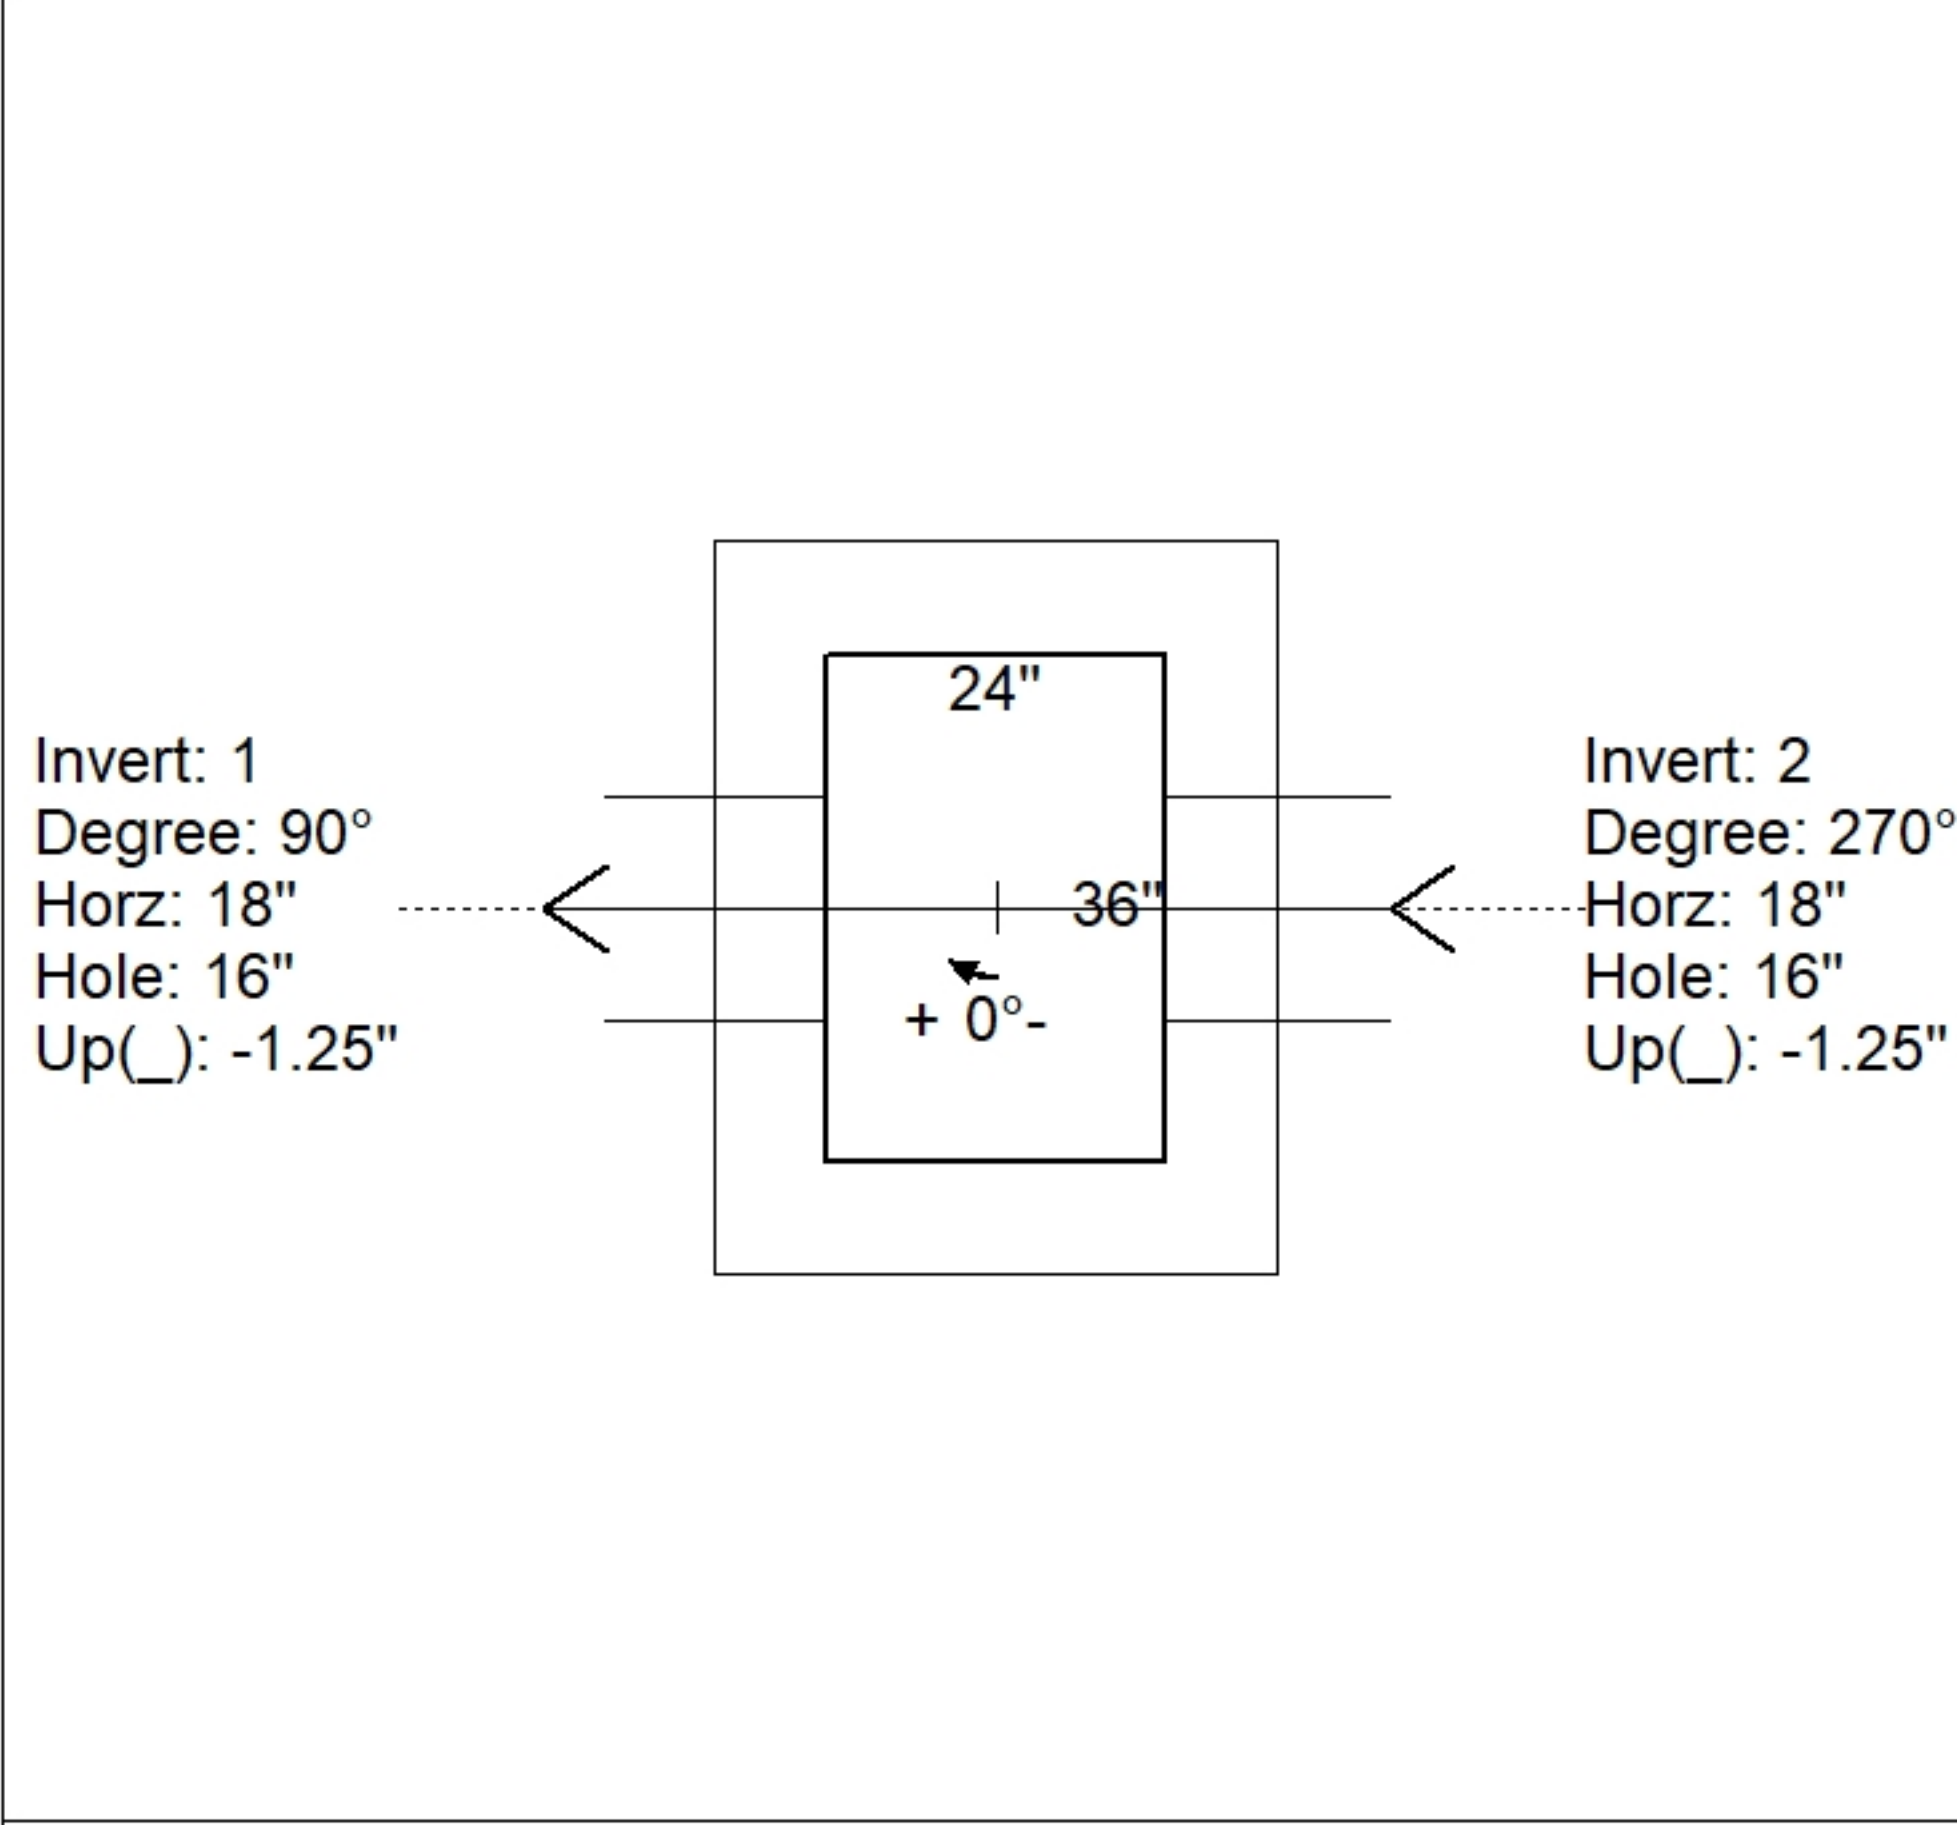 24"
Invert: 1
Degree: 90°
Horz: 18"
Hole: 16"
Up(_): -1.25"
36"
+ 0°-
Invert: 2
Degree: 270°
Horz: 18"
Hole: 16"
Up(_): -1.25"